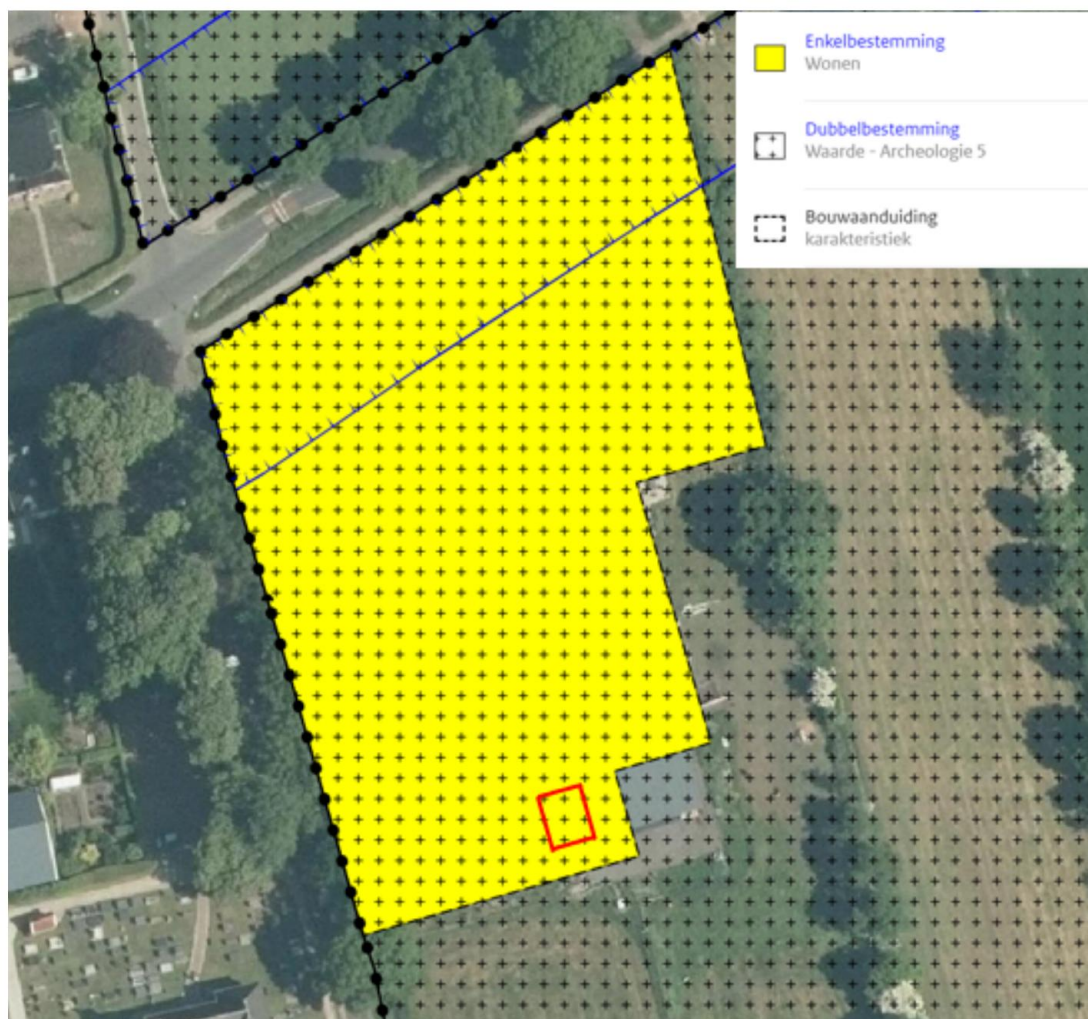 Enkelbestemming
Wonen
Dubbelbestemming
Waarde - Archeologie 5
Bouwaanduiding
karakteristiek